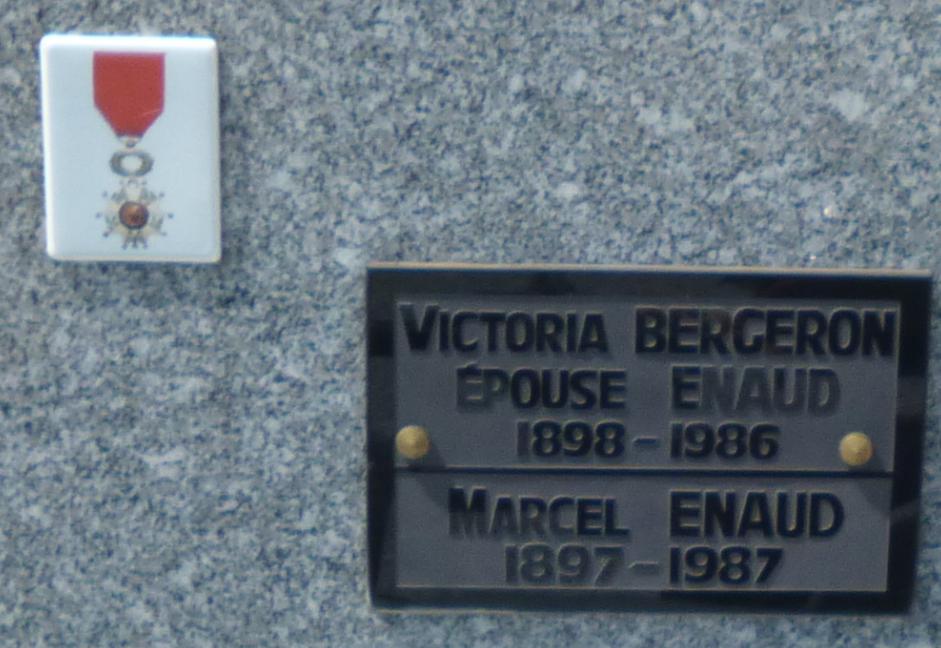 VICTORIA BERGERON
ÉPOUSE ENAUD
1898 - 1986
MARCEL ENAUD
1897 - 1987